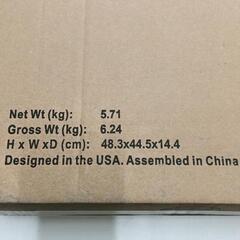 Net Wt (kg): 5.71
Gross Wt (kg): 6.24
H x W xD (cm): 48.3x44.5x14.4
Designed in the USA. Assembled in China